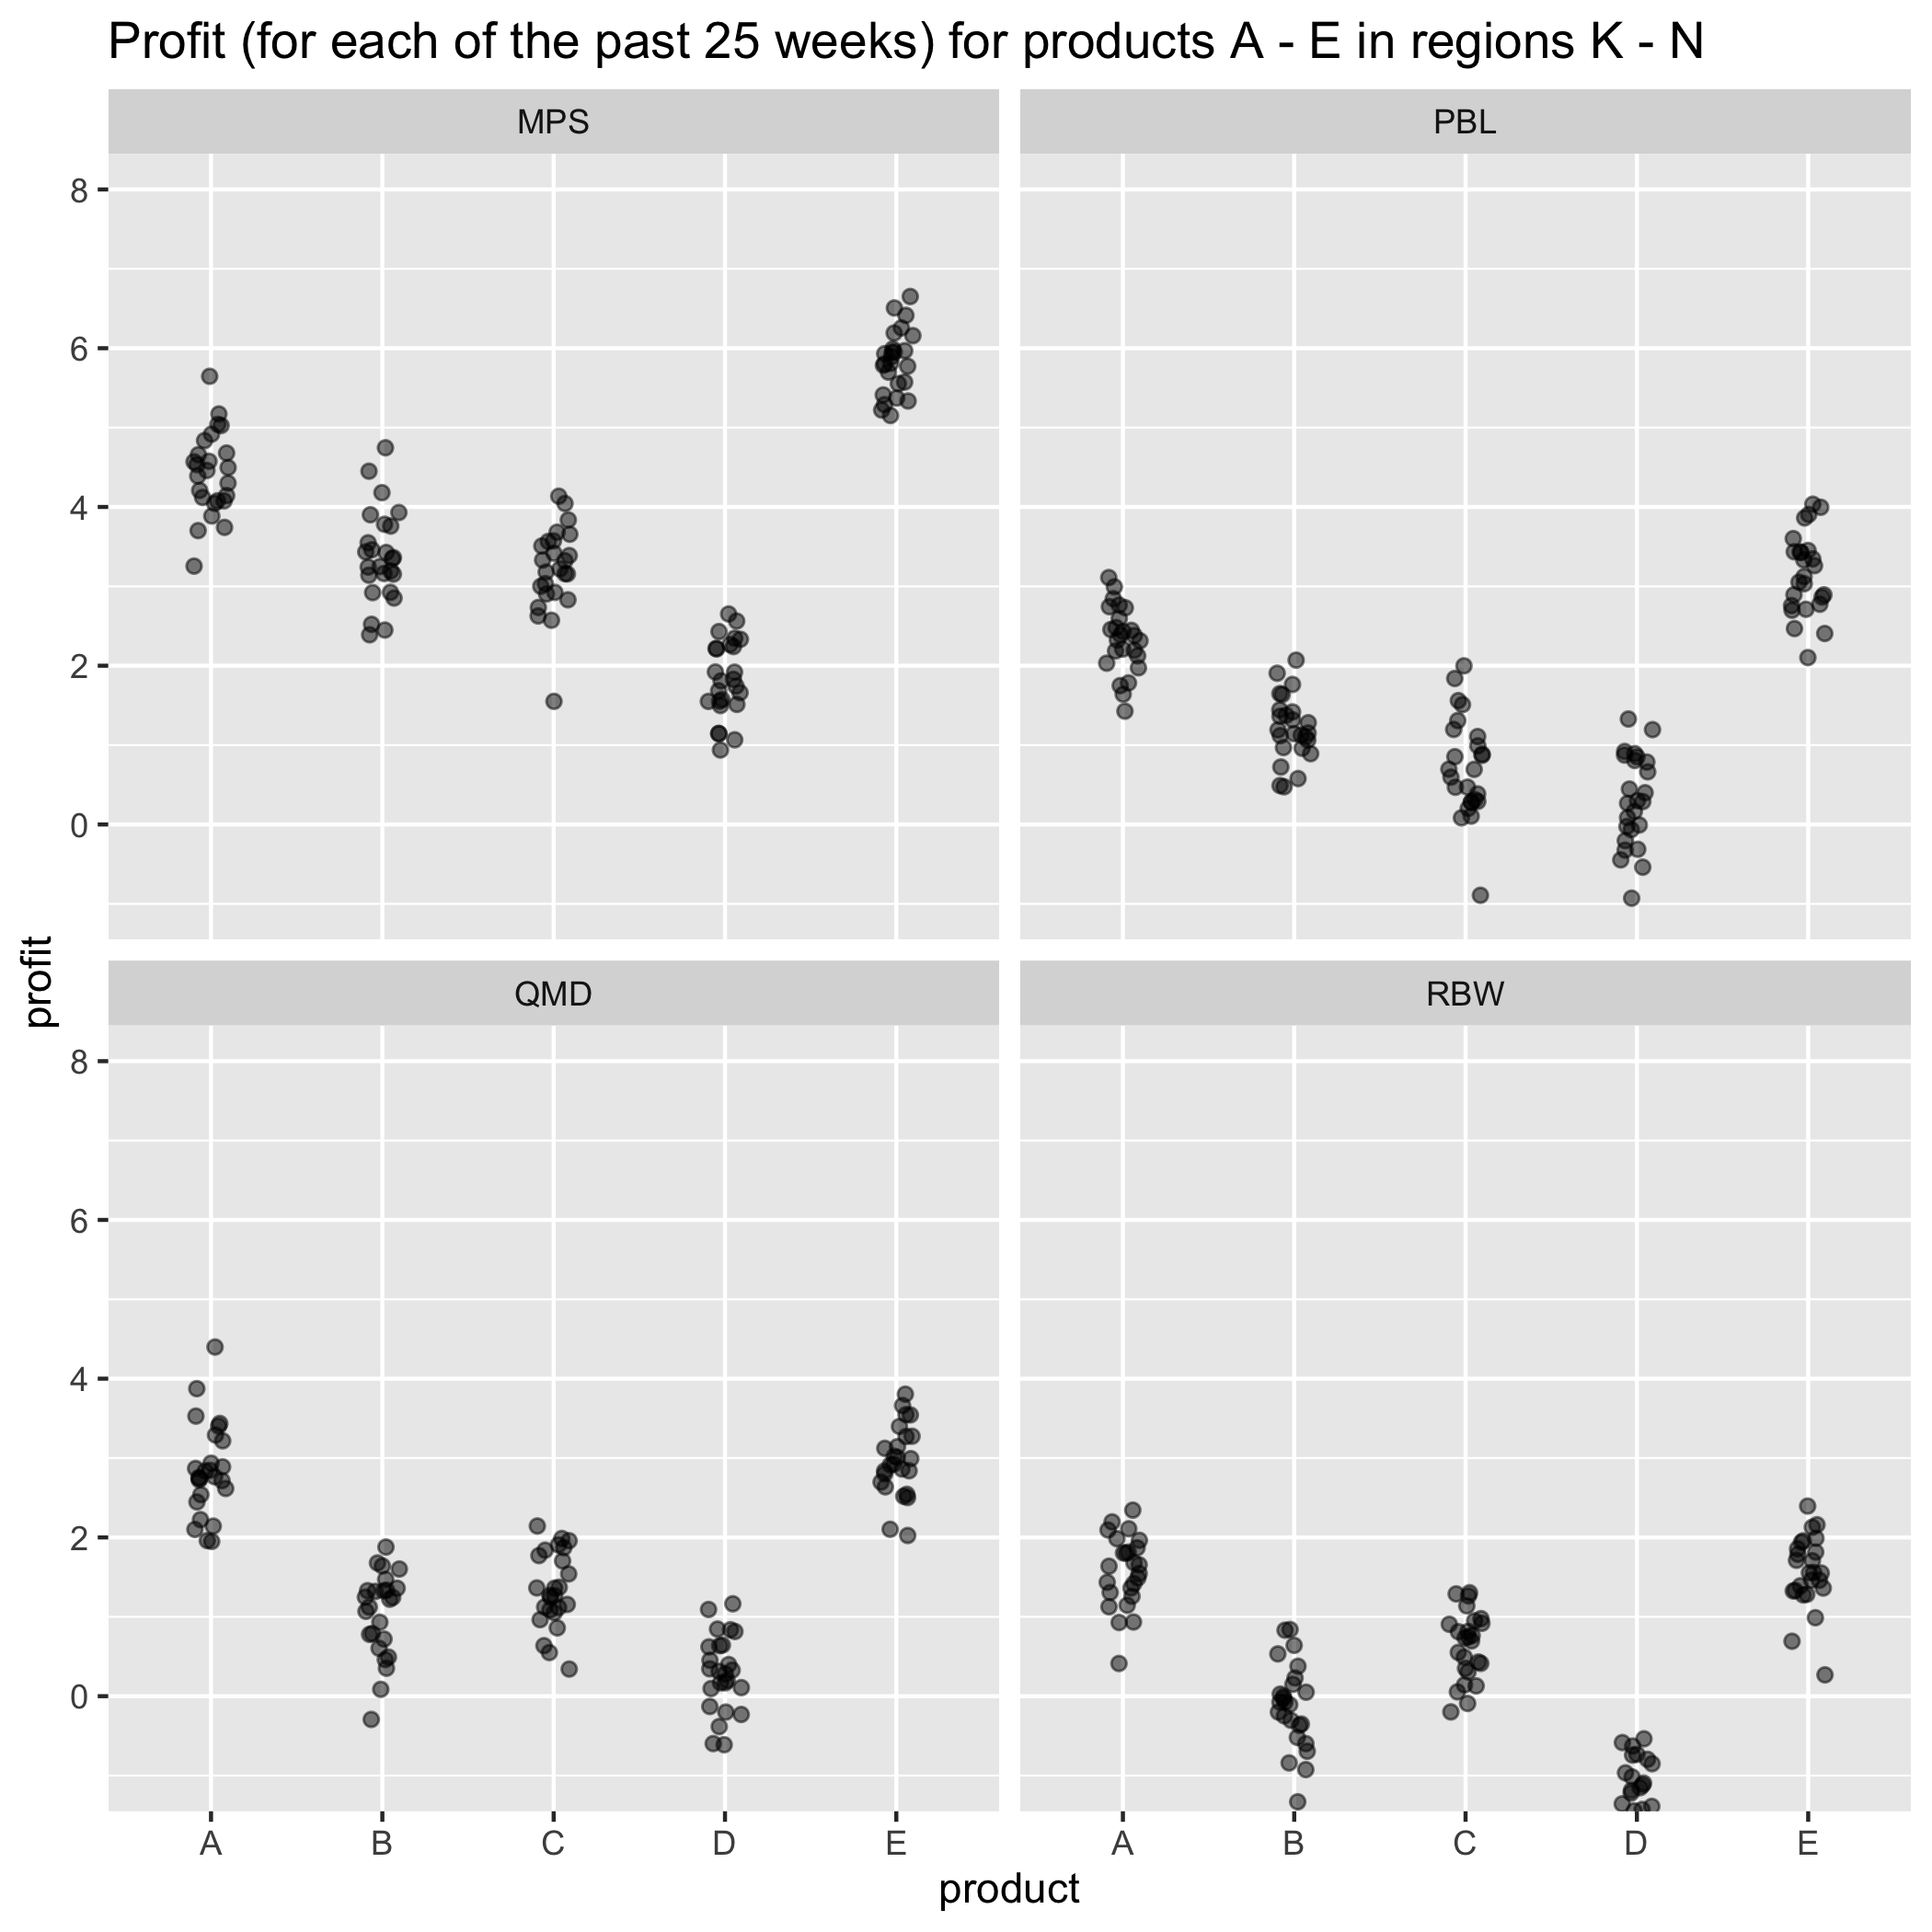 Profit (for each of the past 25 weeks) for products A - E in regions K - N
MPS
PBL
8
6
4
2
0
profit
QMD
RBW
8
6
4
2
0
A B C D E A B C D E
product